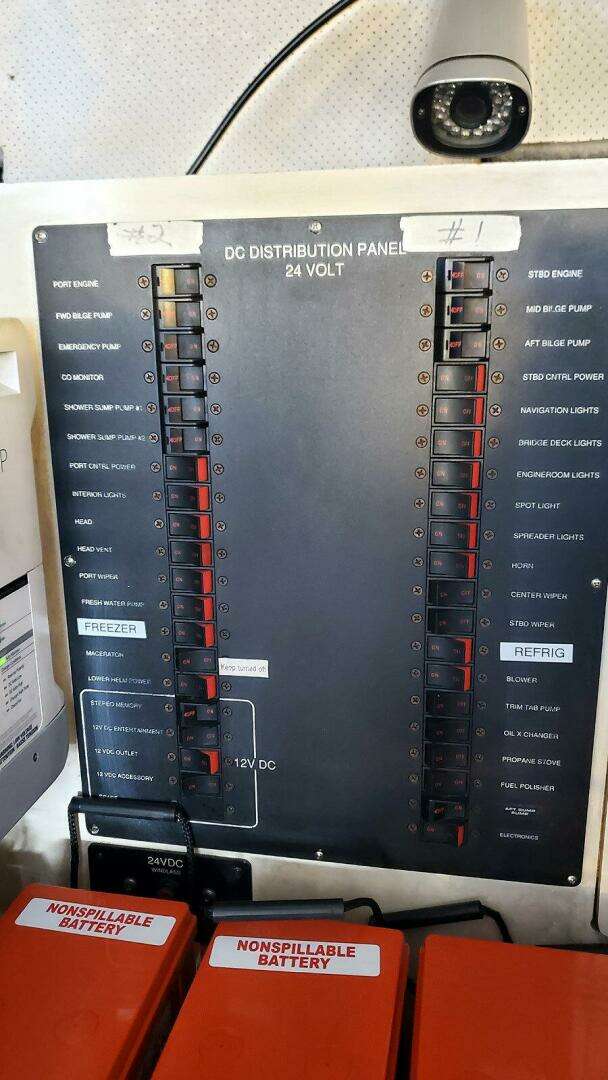 #2
#1
DC DISTRIBUTION PANEL
24 VOLT
PORT ENGINE
FWD BILGE PUMP
EMERGENCY PUMP
CO MONITOR
SHOWER SUMP PUMP #1
SHOWER SUMP PUMP #2
PORT CNTRL POWER
INTERIOR LIGHTS
HEAD
HEAD VENT
PORT WIPER
FRESH WATER PUMP
FREEZER
MACERATOR
Keep turned off
LOWER HELM POWER
STEREO MEMORY
12V DC ENTERTAINMENT
12 VDC OUTLET
12V DC
12 VDC ACCESSORY
STBD ENGINE
MID BILGE PUMP
AFT BILGE PUMP
STBD CNTRL POWER
NAVIGATION LIGHTS
BRIDGE DECK LIGHTS
ENGINEROOM LIGHTS
SPOT LIGHT
SPREADER LIGHTS
HORN
CENTER WIPER
STBD WIPER
REFRIG
BLOWER
TRIM TAB PUMP
OIL X CHANGER
PROPANE STOVE
FUEL POLISHER
AFT SUMP
PUMP
ELECTRONICS
24VDC
WINDLASS
NONSPILLABLE
BATTERY
NONSPILLABLE
BATTERY